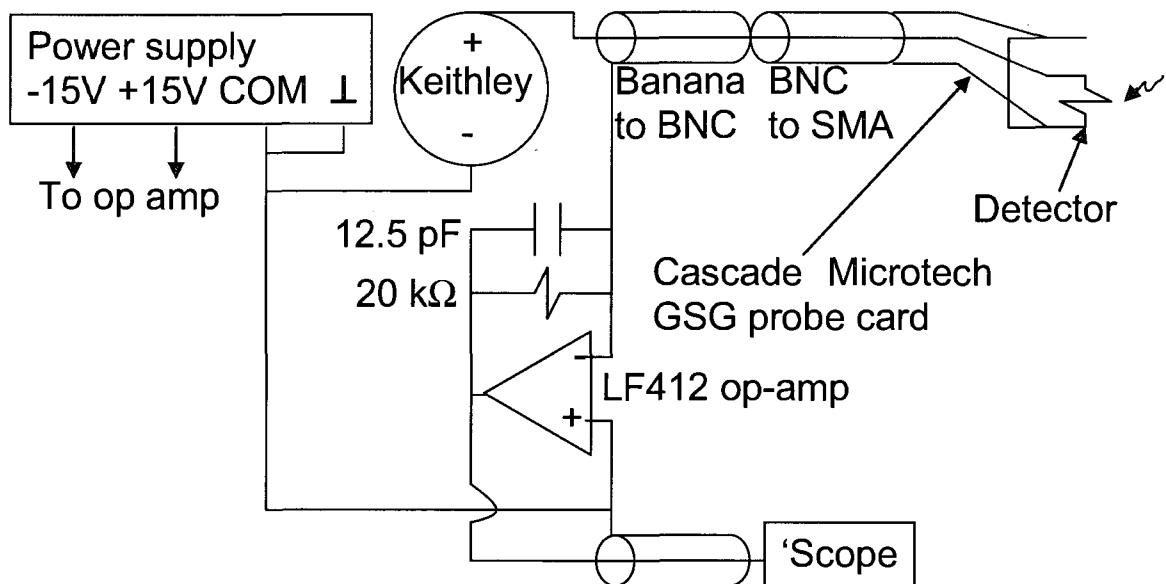 Power supply
-15V +15V COM ⊥
To op amp
+
Keithley
-
Banana
to BNC
BNC
to SMA
Detector
12.5 pF
20 kΩ
Cascade Microtech
GSG probe card
-
+
LF412 op-amp
‘Scope